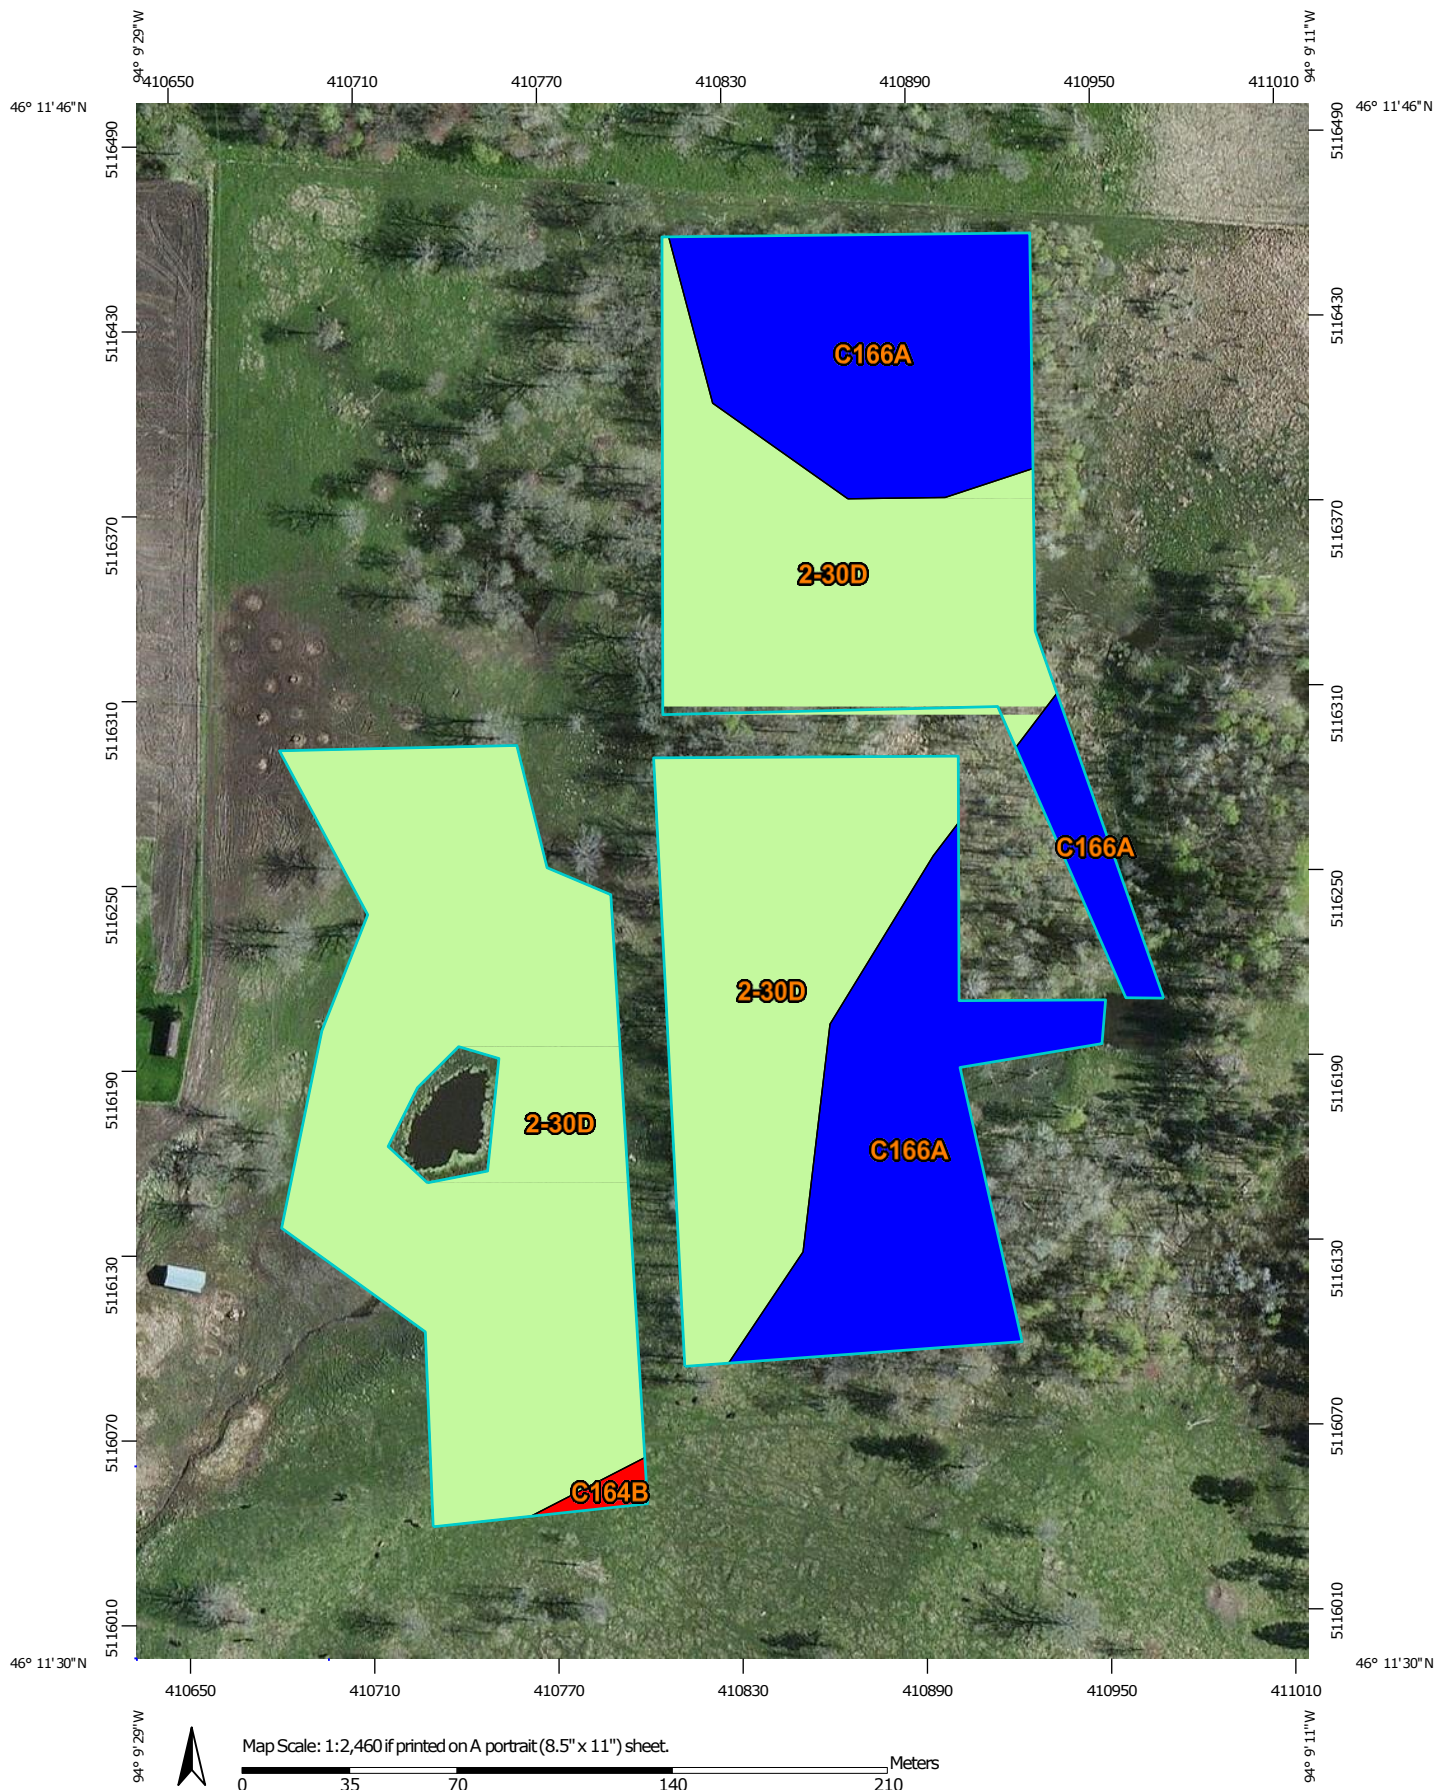 94° 9' 29" W
94° 9' 11" W
410650 410710 410770 410830 410890 410950 411010
46° 11' 46" N
46° 11' 46" N
5116490
5116490
5116430
5116430
C166A
5116370
5116370
2-30D
5116310
5116310
C166A
5116250
5116250
2-30D
5116190
5116190
2-30D
C166A
5116130
5116130
5116070
5116070
C164B
5116010
5116010
46° 11' 30" N
46° 11' 30" N
410650 410710 410770 410830 410890 410950 411010
94° 9' 29" W
94° 9' 11" W
Map Scale: 1:2,460 if printed on A portrait (8.5" x 11") sheet.
Meters
0 35 70 140 210